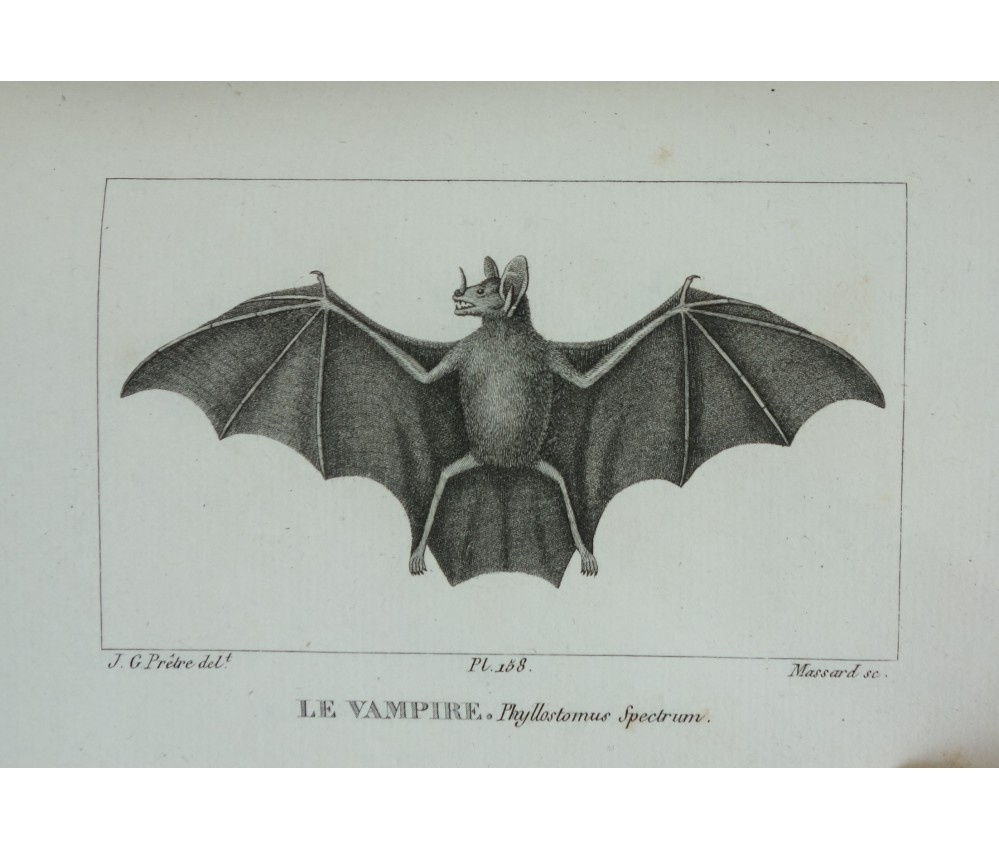 J. G Prêtre del.t
Pl. 158.
Massard sc.
LE VAMPIRE. Phyllostomus Spectrum.